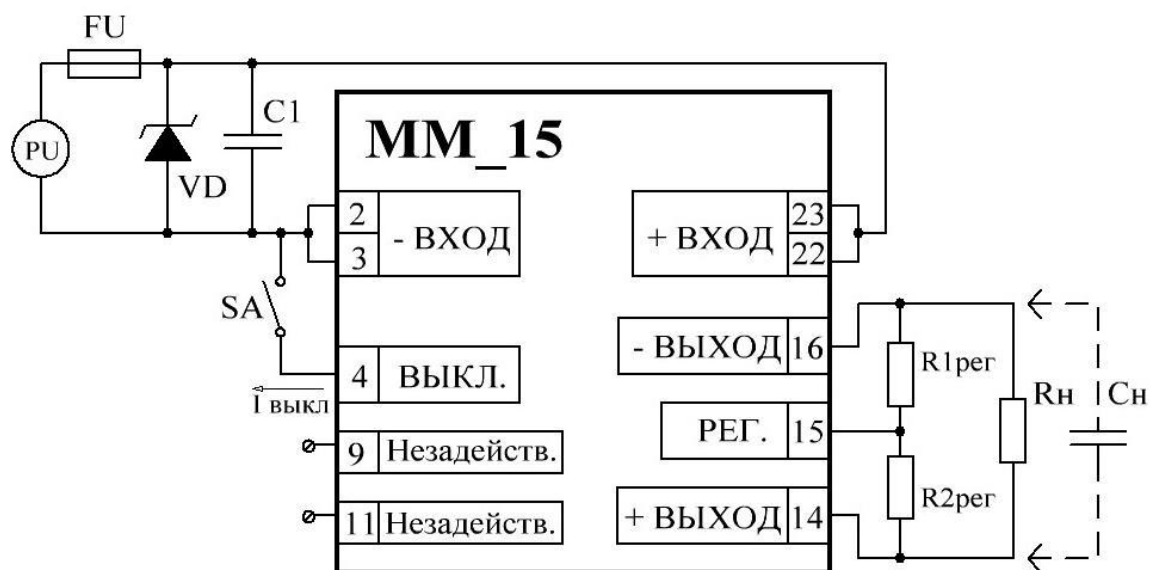 FU
C1
PU
VD
ММ_15
2
3
- ВХОД
23
22
+ ВХОД
SA
4
ВЫКЛ.
I выкл
9
Незадейств.
11
Незадейств.
- ВЫХОД
16
РЕГ.
15
+ ВЫХОД
14
R1рег
R2рег
Rн
Cн